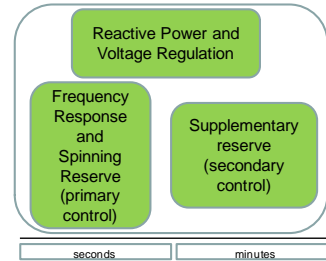 Reactive Power and
Voltage Regulation
Frequency
Response
and
Spinning
Reserve
(primary
control)
Supplementary
reserve
(secondary
control)
seconds
minutes